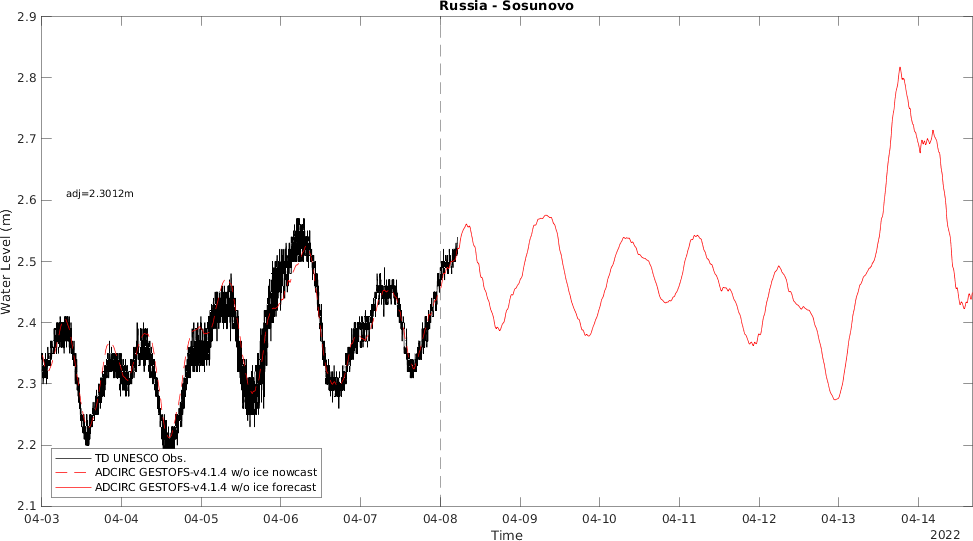 Russia - Sosunovo
2.9
2.8
2.7
2.6
2.5
2.4
2.3
2.2
2.1
Water Level (m)
adj=2.3012m
TD UNESCO Obs.
ADCIRC GESTOFS-v4.1.4 w/o ice nowcast
ADCIRC GESTOFS-v4.1.4 w/o ice forecast
04-03 04-04 04-05 04-06 04-07 04-08 04-09 04-10 04-11 04-12 04-13 04-14
Time
2022